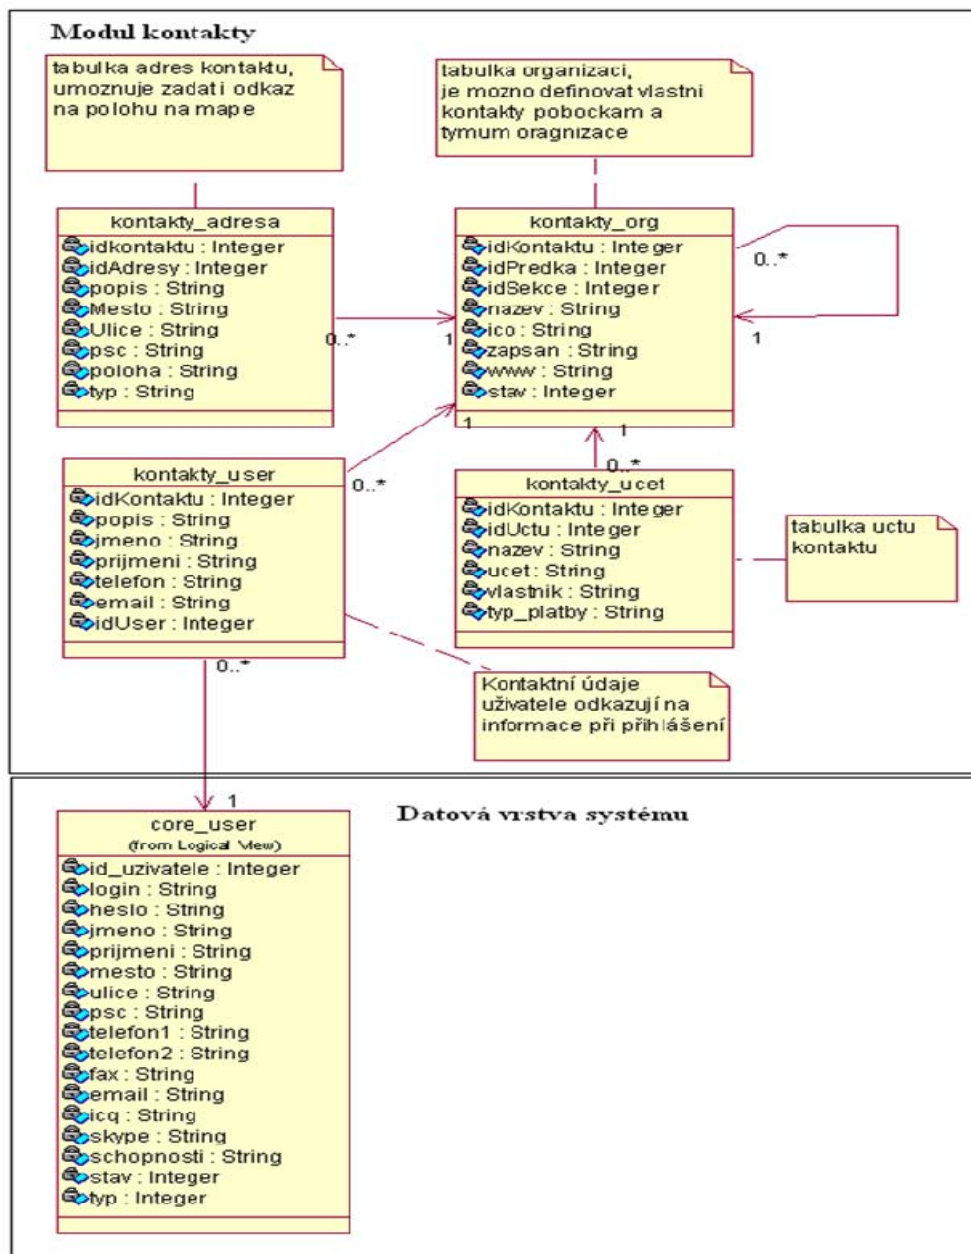 Modul kontakty
tabulka adres kontaktu,
umoznuje zadat i odkaz
na polohu na mape
tabulka organizaci,
je mozno definovat vlastni
kontakty pobockam a
tymum oragnizace
kontakty_adresa
idkontaktu : Integer
idAdresy : Integer
popis : String
Mesto : String
Ulice : String
psc : String
poloha : String
typ : String
0..*
1
kontakty_org
idKontaktu : Integer
idPredka : Integer
idSekce : Integer
nazev : String
ico : String
zapsan : String
www : String
stav : Integer
0..*
1
kontakty_user
idKontaktu : Integer
popis : String
jmeno : String
prijmeni : String
telefon : String
email : String
idUser : Integer
0..*
1
1
0..*
kontakty_ucet
idKontaktu : Integer
idUctu : Integer
nazev : String
ucet : String
vlastnik : String
typ_platby : String
tabulka uctu
kontaktu
0..*
Kontaktní údaje
uživatele odkazují na
informace při přihlášení
1
Datová vrstva systému
core_user
(from Logical View)
id_uzivatele : Integer
login : String
heslo : String
jmeno : String
prijmeni : String
mesto : String
ulice : String
psc : String
telefon1 : String
telefon2 : String
fax : String
email : String
icq : String
skype : String
schopnosti : String
stav : Integer
typ : Integer